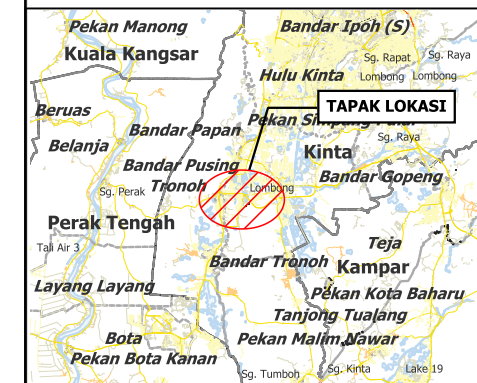 Pekan Manong
Bandar Ipoh (S)
Kuala Kangsar
Sg. Rapat
Sg. Raya
Hulu Kinta
Lombong
Lombong
TAPAK LOKASI
Beruas
Pekan Simpang Pulai
Bandar Papan
Sg. Raya
Belanja
Kinta
Bandar Pusing
Bandar Gopeng
Tronoh
Lombong
Sg. Perak
Perak Tengah
Tali Air 3
Teja
Bandar Tronoh
Kampar
Layang Layang
Pekan Kota Baharu
Tanjong Tualang
Bota
Pekan Malim Nawar
Pekan Bota Kanan
Sg. Tumboh
Sg. Kinta
Lake 19